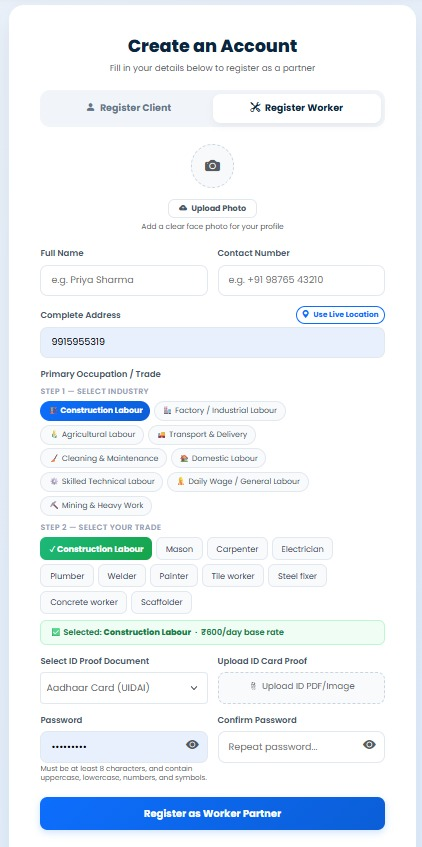 Create an Account
Fill in your details below to register as a partner
Register Client
Register Worker
Upload Photo
Add a clear face photo for your profile
Full Name
Contact Number
e.g. Priya Sharma
e.g. +91 98765 43210
Complete Address
Use Live Location
9915955319
Primary Occupation / Trade
STEP 1 — SELECT INDUSTRY
Construction Labour
Factory / Industrial Labour
Agricultural Labour
Transport & Delivery
Cleaning & Maintenance
Domestic Labour
Skilled Technical Labour
Daily Wage / General Labour
Mining & Heavy Work
STEP 2 — SELECT YOUR TRADE
✓ Construction Labour
Mason
Carpenter
Electrician
Plumber
Welder
Painter
Tile worker
Steel fixer
Concrete worker
Scaffolder
✅ Selected: Construction Labour · ₹600/day base rate
Select ID Proof Document
Upload ID Card Proof
Aadhaar Card (UIDAI)
Upload ID PDF/Image
Password
Confirm Password
•••••••••
Repeat password...
Must be at least 8 characters, and contain
uppercase, lowercase, numbers, and symbols.
Register as Worker Partner